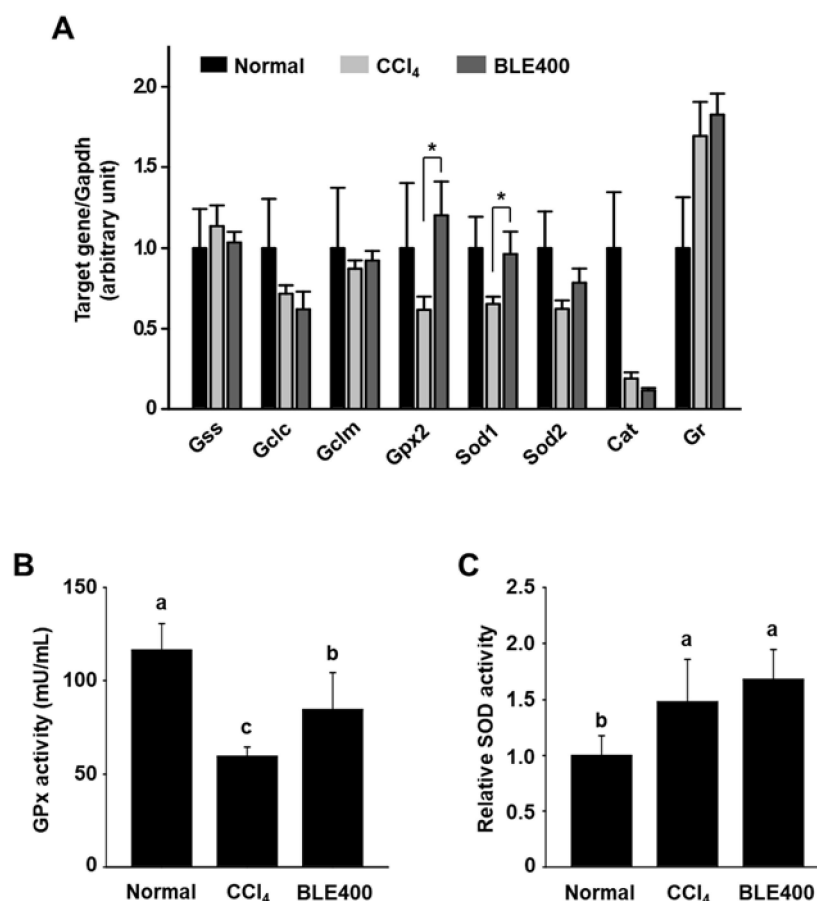 A
Normal CCl₄ BLE400
Target gene/Gapdh
(arbitrary unit)
2.0
1.5
1.0
0.5
0
* *
Gss Gclc Gclm Gpx2 Sod1 Sod2 Cat Gr
B
GPx activity (mU/mL)
150
100
50
0
a
c
b
Normal CCl₄ BLE400
C
Relative SOD activity
2.5
2.0
1.5
1.0
0.5
0
b
a
a
Normal CCl₄ BLE400